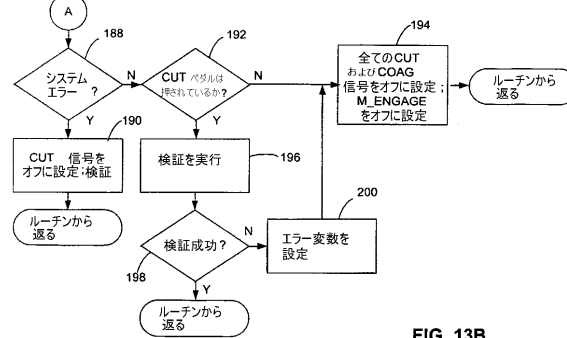 A
188
システム
エラー ?
N
Y
190
CUT 信号を
オフに設定;検証
ルーチンから
返る
192
CUT ペダルは
押されているか?
N
Y
196
検証を実行
198
検証成功?
N
Y
ルーチンから
返る
200
エラー変数を
設定
194
全てのCUT
およびCOAG
信号をオフに設定;
M_ENGAGE
をオフに設定
ルーチンから
返る
FIG. 13B